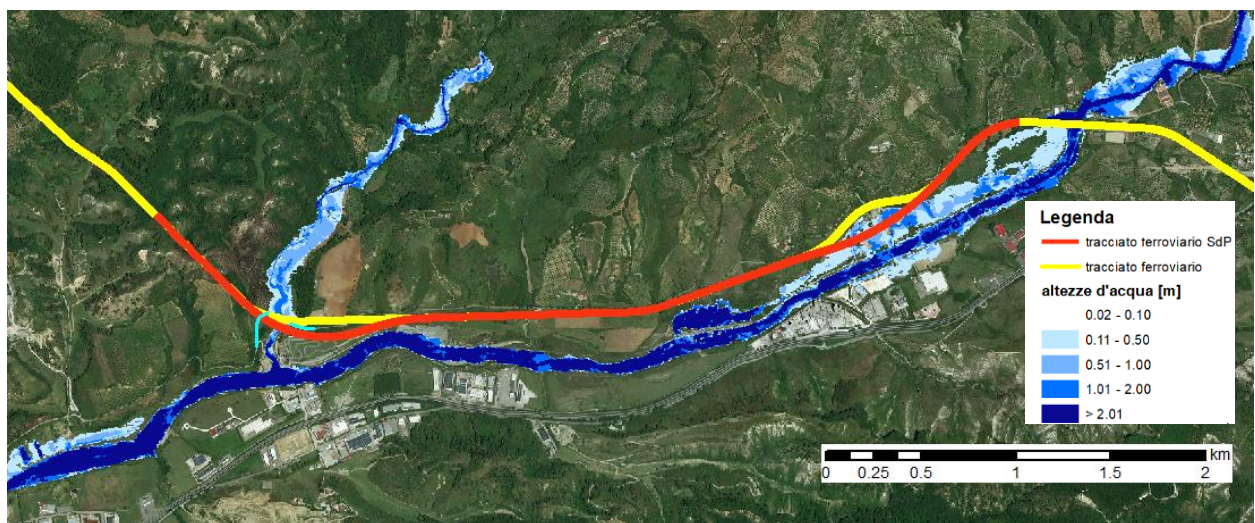 Legenda
tracciato ferroviario SdP
tracciato ferroviario
altezze d'acqua [m]
0.02 - 0.10
0.11 - 0.50
0.51 - 1.00
1.01 - 2.00
> 2.01
km
0 0.25 0.5 1 1.5 2